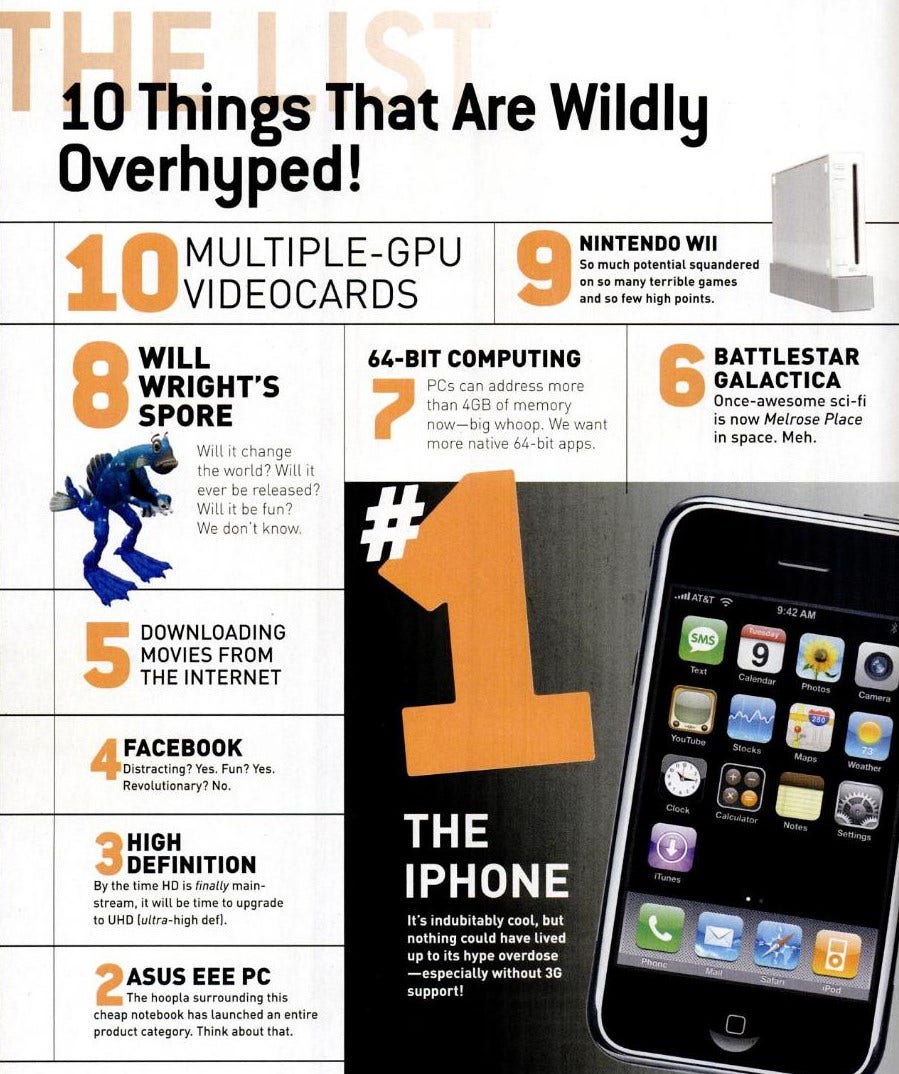 THE LIST
10 Things That Are Wildly
Overhyped!
10
MULTIPLE-GPU
VIDEOCARDS
9
NINTENDO WII
So much potential squandered
on so many terrible games
and so few high points.
8
WILL
WRIGHT'S
SPORE
Will it change
the world? Will it
ever be released?
Will it be fun?
We don't know.
64-BIT COMPUTING
7
PCs can address more
than 4GB of memory
now—big whoop. We want
more native 64-bit apps.
6
BATTLESTAR
GALACTICA
Once-awesome sci-fi
is now Melrose Place
in space. Meh.
5
DOWNLOADING
MOVIES FROM
THE INTERNET
4
FACEBOOK
Distracting? Yes. Fun? Yes.
Revolutionary? No.
3
HIGH
DEFINITION
By the time HD is finally main-
stream, it will be time to upgrade
to UHD (ultra-high def).
2
ASUS EEE PC
The hoopla surrounding this
cheap notebook has launched an entire
product category. Think about that.
#1
THE
IPHONE
It's indubitably cool, but
nothing could have lived
up to its hype overdose
—especially without 3G
support!
AT&T 9:42 AM
SMS
Tuesday
9
280
73
Text Calendar Photos Camera
YouTube Stocks Maps Weather
Clock Calculator Notes Settings
iTunes
Phone Mail Safari iPod